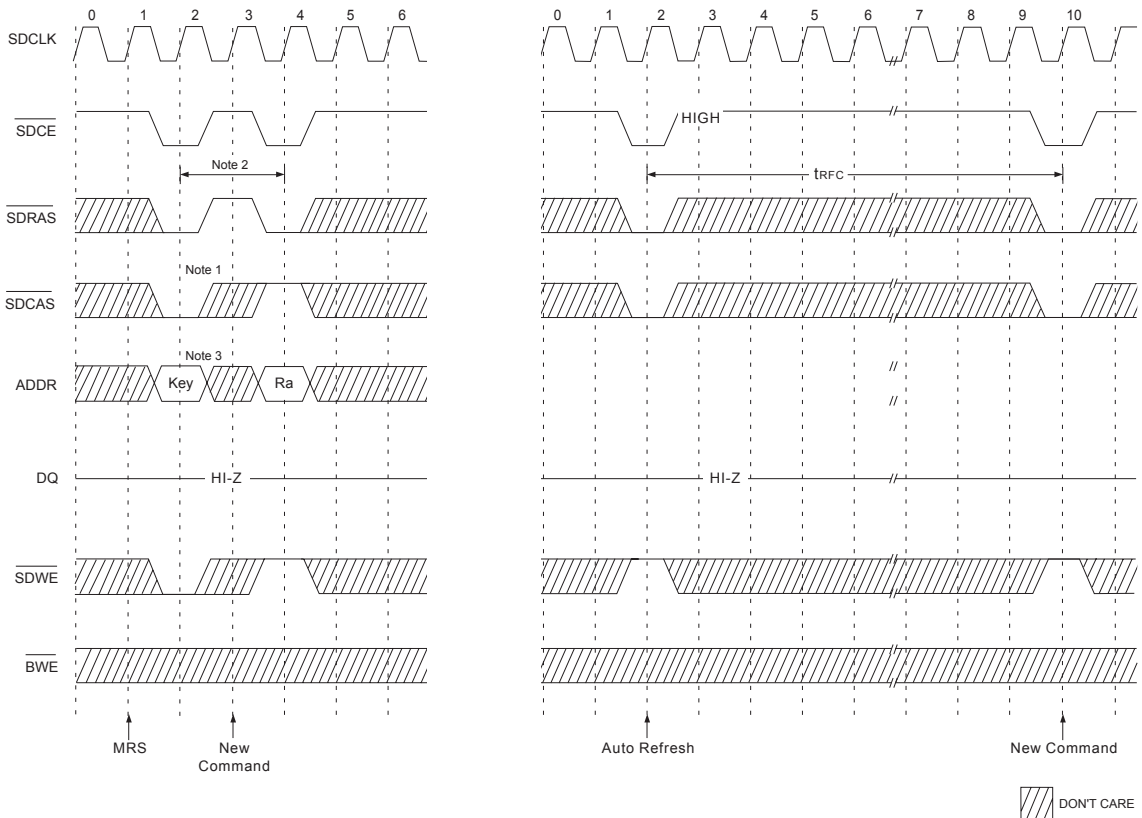 0 1 2 3 4 5 6
0 1 2 3 4 5 6 7 8 9 10
SDCLK
SDCE
HIGH
Note 2
tRFC
SDRAS
Note 1
SDCAS
Note 3
ADDR
Key
Ra
DQ
HI-Z
HI-Z
SDWE
BWE
MRS
New
Command
Auto Refresh
New Command
DON'T CARE